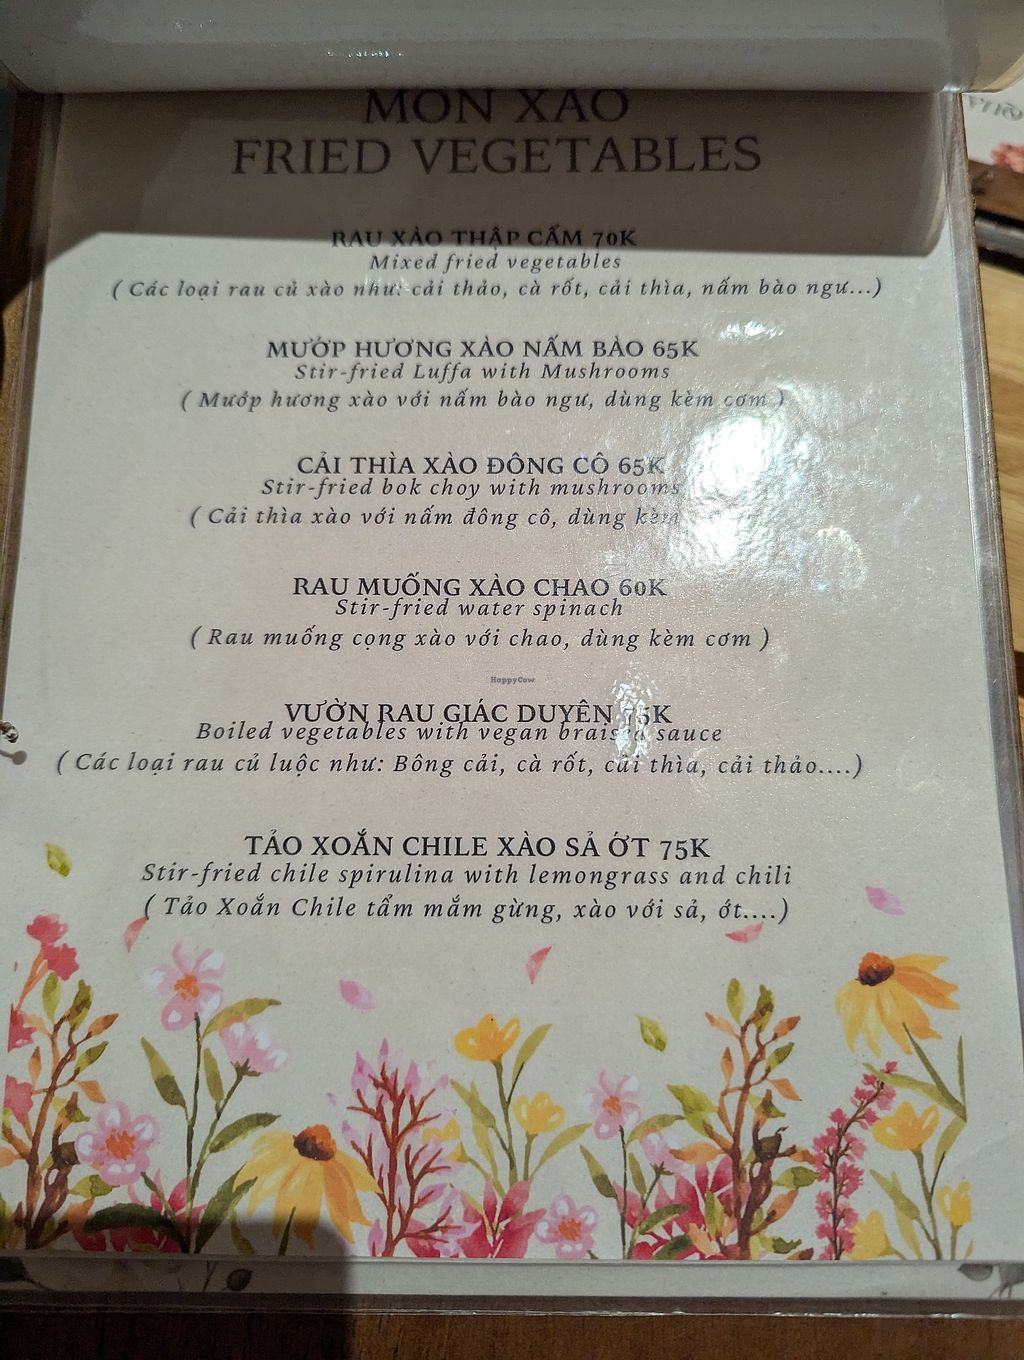 MÓN XÀO
FRIED VEGETABLES
RAU XÀO THẬP CẨM 70K
Mixed fried vegetables
( Các loại rau củ xào như: cải thảo, cà rốt, cải thìa, nấm bào ngư...)
MƯỚP HƯƠNG XÀO NẤM BÀO 65K
Stir-fried Luffa with Mushrooms
( Mướp hương xào với nấm bào ngư, dùng kèm cơm )
CẢI THÌA XÀO ĐÔNG CÔ 65K
Stir-fried bok choy with mushrooms
( Cải thìa xào với nấm đông cô, dùng kèm
RAU MUỐNG XÀO CHAO 60K
Stir-fried water spinach
( Rau muống cọng xào với chao, dùng kèm cơm )
HappyCow
VƯỜN RAU GIÁC DUYÊN 75K
Boiled vegetables with vegan braised sauce
( Các loại rau củ luộc như: Bông cải, cà rốt, cải thìa, cải thảo....)
TẢO XOẮN CHILE XÀO SẢ ỚT 75K
Stir-fried chile spirulina with lemongrass and chili
( Tảo Xoắn Chile tẩm mắm gừng, xào với sả, ớt....)